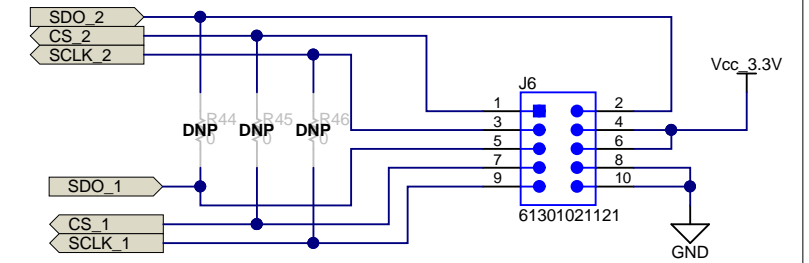 SDO_2
CS_2
SCLK_2
Vcc_3.3V
J6
1 2
3 4
5 6
7 8
9 10
R44 R45 R46
DNP DNP DNP
0 0 0
SDO_1
CS_1
SCLK_1
61301021121
GND